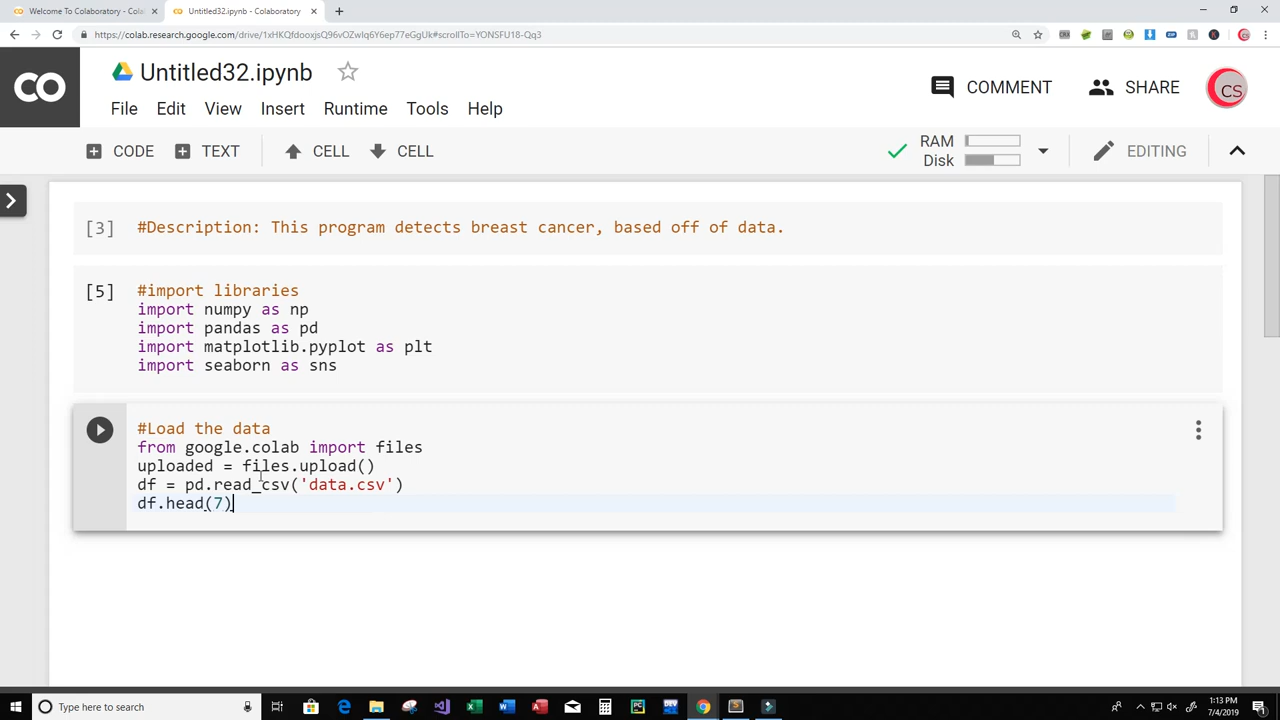 Welcome To Colaboratory - Cola
Untitled32.ipynb - Colaboratory
https://colab.research.google.com/drive/1xHKQfdooxjsQ96vOZwIq6Y6ep77eGgUk#scrollTo=YONSFU18-Qq3
CO
Untitled32.ipynb
COMMENT
SHARE
CS
File Edit View Insert Runtime Tools Help
CODE TEXT CELL CELL
RAM
Disk
EDITING
[3] #Description: This program detects breast cancer, based off of data.
[5] #import libraries
import numpy as np
import pandas as pd
import matplotlib.pyplot as plt
import seaborn as sns
#Load the data
from google.colab import files
uploaded = files.upload()
df = pd.read_csv('data.csv')
df.head(7)
Type here to search
1:13 PM
7/4/2019